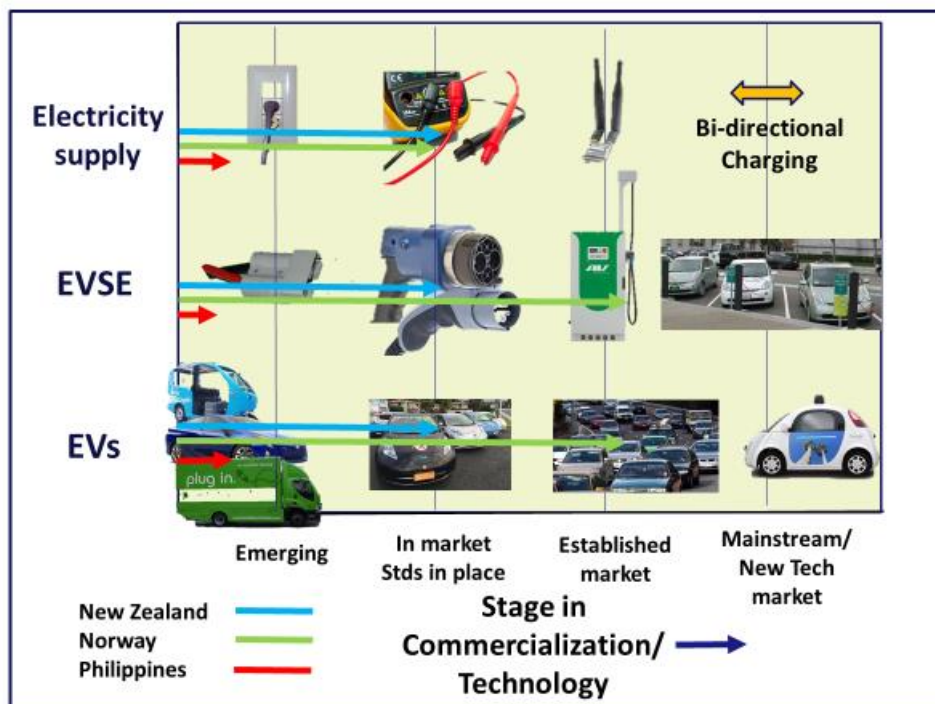 Electricity
supply
Bi-directional
Charging
EVSE
EVs
plug in.
Emerging
In market
Stds in place
Established
market
Mainstream/
New Tech
market
New Zealand
Norway
Philippines
Stage in
Commercialization/
Technology